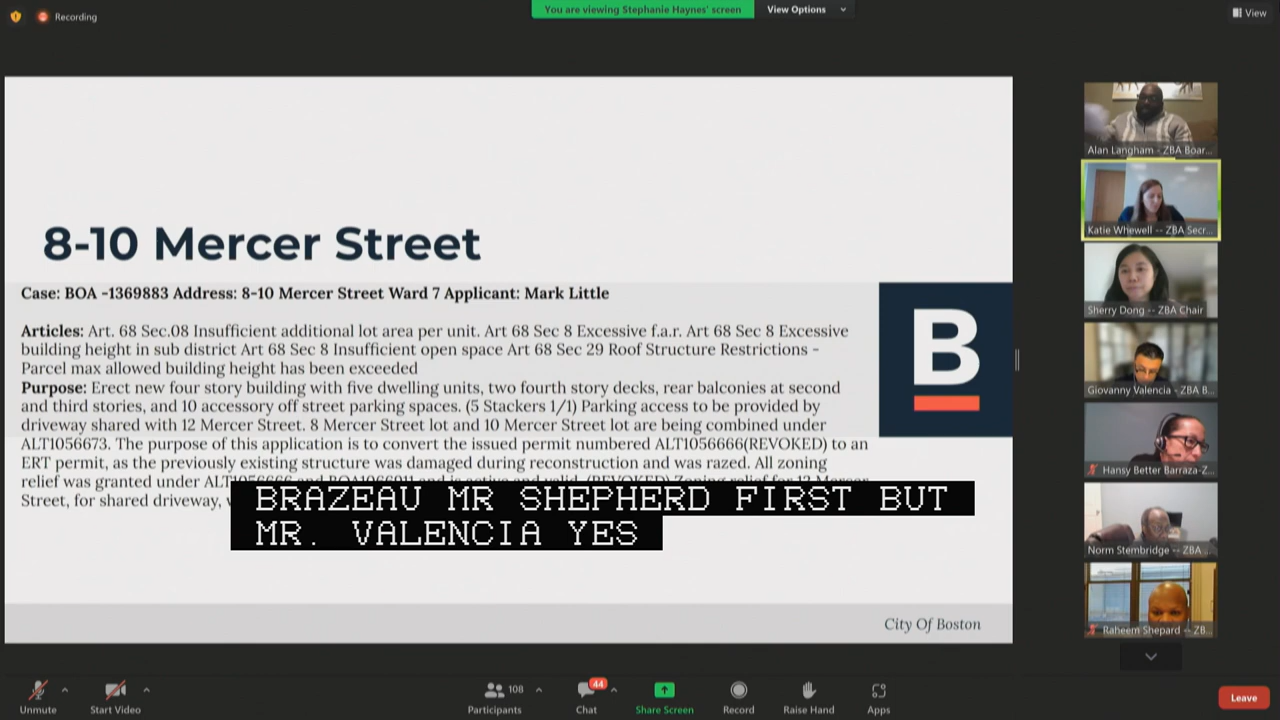 Recording
You are viewing Stephanie Haynes' screen
View Options
View
8-10 Mercer Street
Case: BOA -1369883 Address: 8-10 Mercer Street Ward 7 Applicant: Mark Little
Articles: Art. 68 Sec.08 Insufficient additional lot area per unit. Art 68 Sec 8 Excessive f.a.r. Art 68 Sec 8 Excessive
building height in sub district Art 68 Sec 8 Insufficient open space Art 68 Sec 29 Roof Structure Restrictions -
Parcel max allowed building height has been exceeded
Purpose: Erect new four story building with five dwelling units, two fourth story decks, rear balconies at second
and third stories, and 10 accessory off street parking spaces. (5 Stackers 1/1) Parking access to be provided by
driveway shared with 12 Mercer Street. 8 Mercer Street lot and 10 Mercer Street lot are being combined under
ALT1056673. The purpose of this application is to convert the issued permit numbered ALT1056666(REVOKED) to an
ERT permit, as the previously existing structure was damaged during reconstruction and was razed. All zoning
relief was granted under
Street, for shared driveway,
BRAZEAU MR SHEPHERD FIRST BUT
MR. VALENCIA YES
B
City Of Boston
Alan Langham - ZBA Boar...
Katie Whewell -- ZBA Secr...
Sherry Dong -- ZBA Chair
Giovanny Valencia - ZBA B...
Hansy Better Barraza-Z...
Norm Stembridge -- ZBA ...
Raheem Shepard -- ZB...
Unmute
Start Video
108
Participants
44
Chat
Share Screen
Record
Raise Hand
Apps
Leave